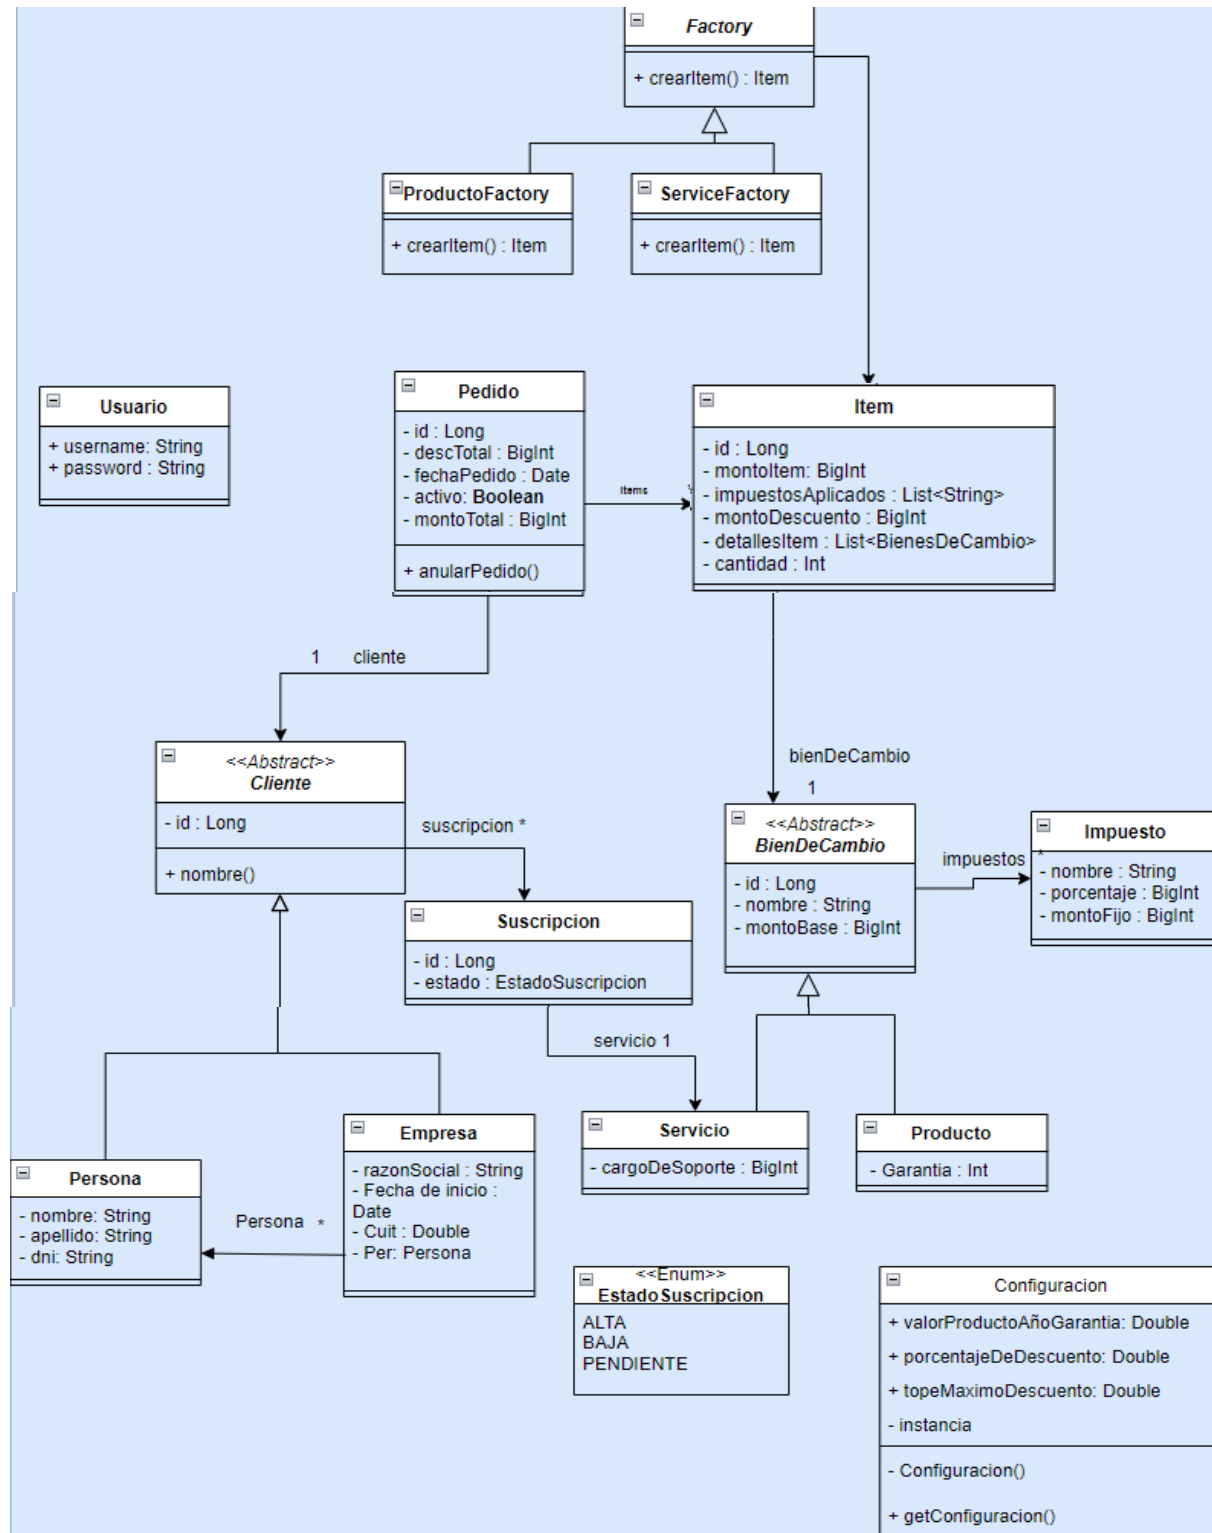 Factory
+ crearItem() : Item
ProductoFactory
+ crearItem() : Item
ServiceFactory
+ crearItem() : Item
Usuario
+ username: String
+ password : String
Pedido
- id : Long
- descTotal : BigInt
- fechaPedido : Date
- activo: Boolean
- montoTotal : BigInt
+ anularPedido()
Items
Item
- id : Long
- montoItem: BigInt
- impuestosAplicados : List<String>
- montoDescuento : BigInt
- detallesItem : List<BienesDeCambio>
- cantidad : Int
1 cliente
<<Abstract>>
Cliente
- id : Long
+ nombre()
suscripcion *
bienDeCambio
1
<<Abstract>>
BienDeCambio
- id : Long
- nombre : String
- montoBase : BigInt
impuestos *
Impuesto
- nombre : String
- porcentaje : BigInt
- montoFijo : BigInt
Suscripcion
- id : Long
- estado : EstadoSuscripcion
servicio 1
Servicio
- cargoDeSoporte : BigInt
Producto
- Garantia : Int
Empresa
- razonSocial : String
- Fecha de inicio :
Date
- Cuit : Double
- Per: Persona
Persona
- nombre: String
- apellido: String
- dni: String
Persona *
<<Enum>>
EstadoSuscripcion
ALTA
BAJA
PENDIENTE
Configuracion
+ valorProductoAñoGarantia: Double
+ porcentajeDeDescuento: Double
+ topeMaximoDescuento: Double
- instancia
- Configuracion()
+ getConfiguracion()